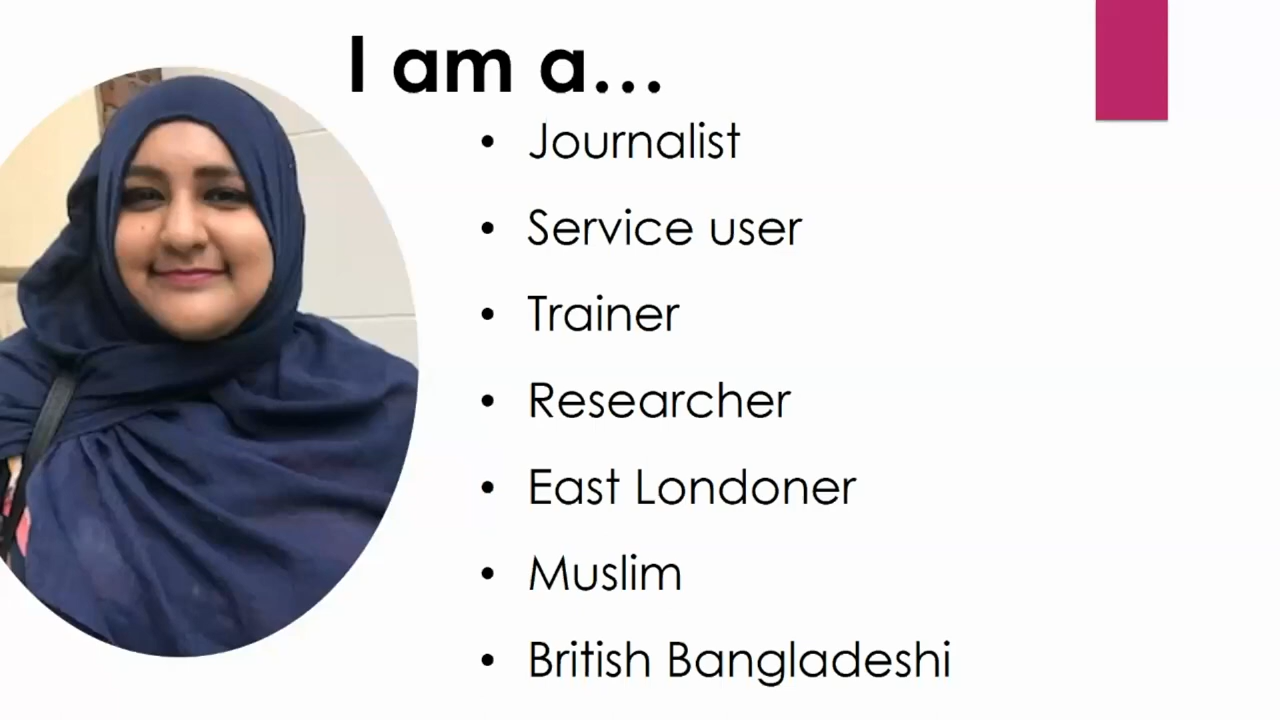 I am a...
• Journalist
• Service user
• Trainer
• Researcher
• East Londoner
• Muslim
• British Bangladeshi